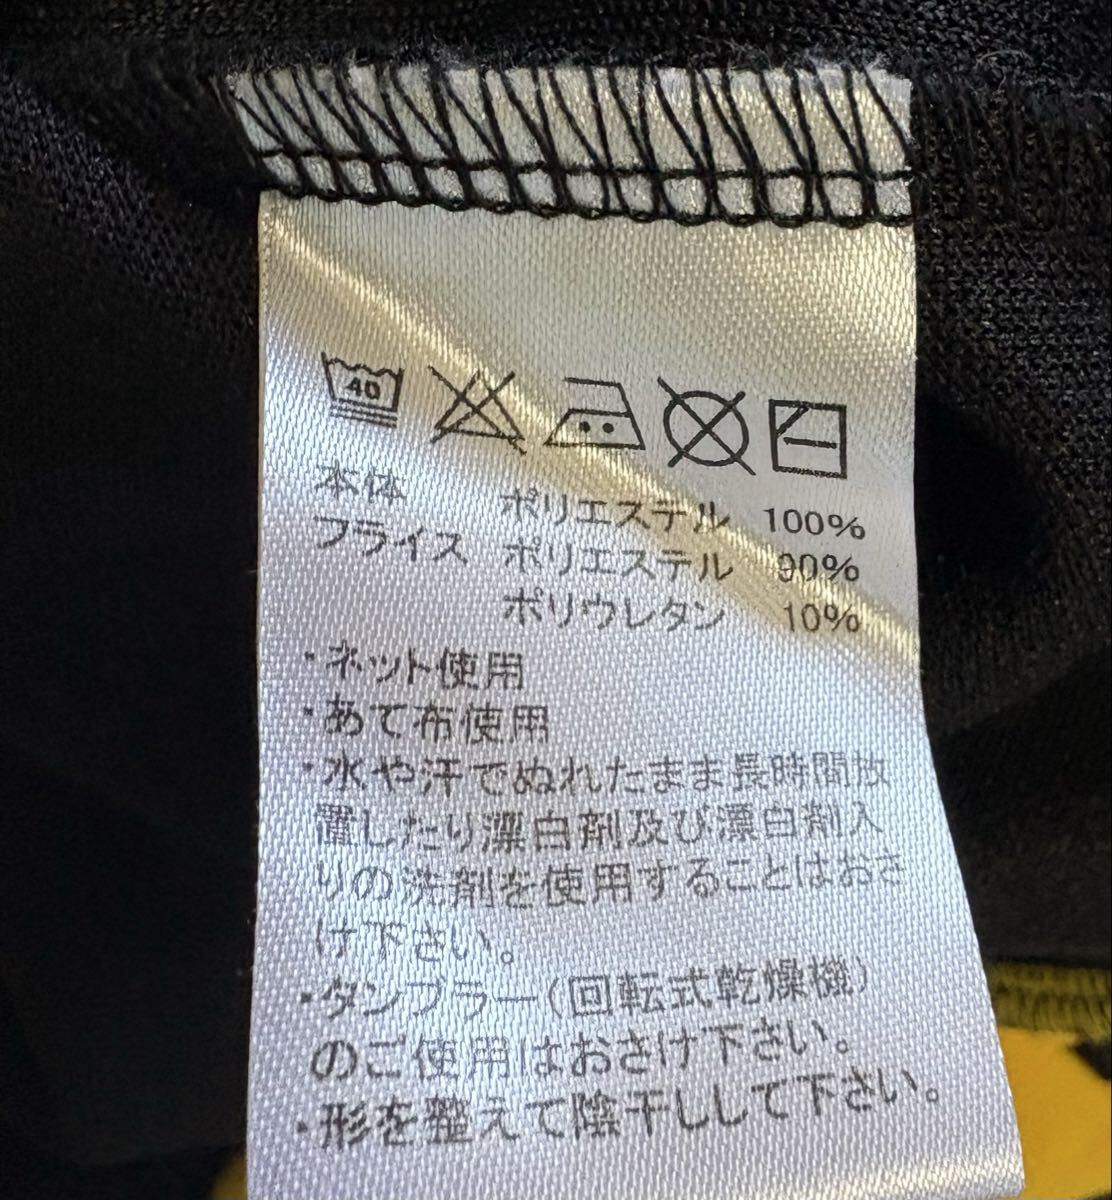 40
本体 ポリエステル 100%
フライス ポリエステル 90%
ポリウレタン 10%
・ネット使用
・あて布使用
・水や汗でぬれたまま長時間放
置したり漂白剤及び漂白剤入
りの洗剤を使用することはおさ
け下さい。
・タンブラー(回転式乾燥機)
のご使用はおさけ下さい。
・形を整えて陰干しして下さい。